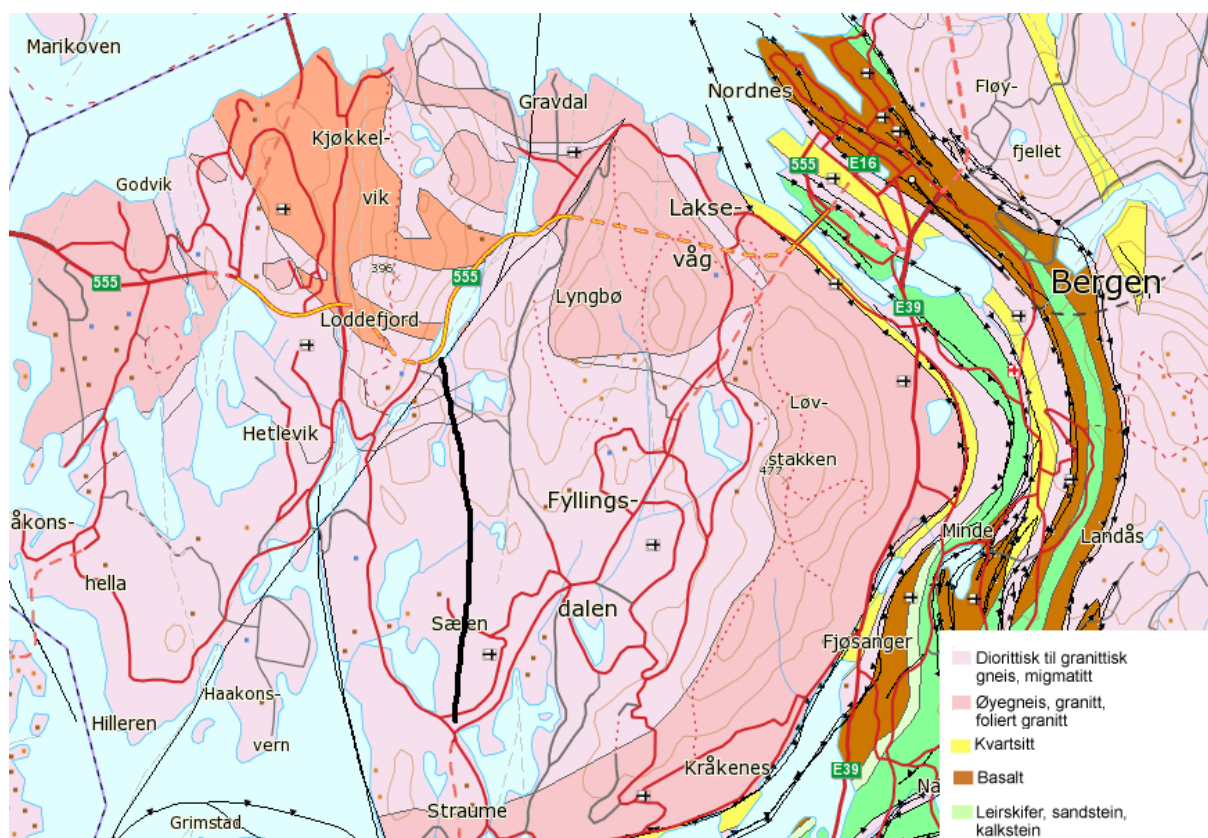 Marikoven
Nordnes
Fløy-
fjellet
Gravdal
Kjøkkel-
vik
Godvik
555
E16
Lakse-
våg
396
555
555
Bergen
Lyngbø
E39
Loddefjord
Løv-
stakken
477
Hetlevik
Fyllings-
dalen
åkons-
hella
Minde
Landås
Sælen
Fjøsanger
Haakons-
vern
Hilleren
Kråkenes
E39
Na
Straume
Grimstad
Diorittisk til granittisk
gneis, migmatitt
Øyegneis, granitt,
foliert granitt
Kvartsitt
Basalt
Leirskifer, sandstein,
kalkstein